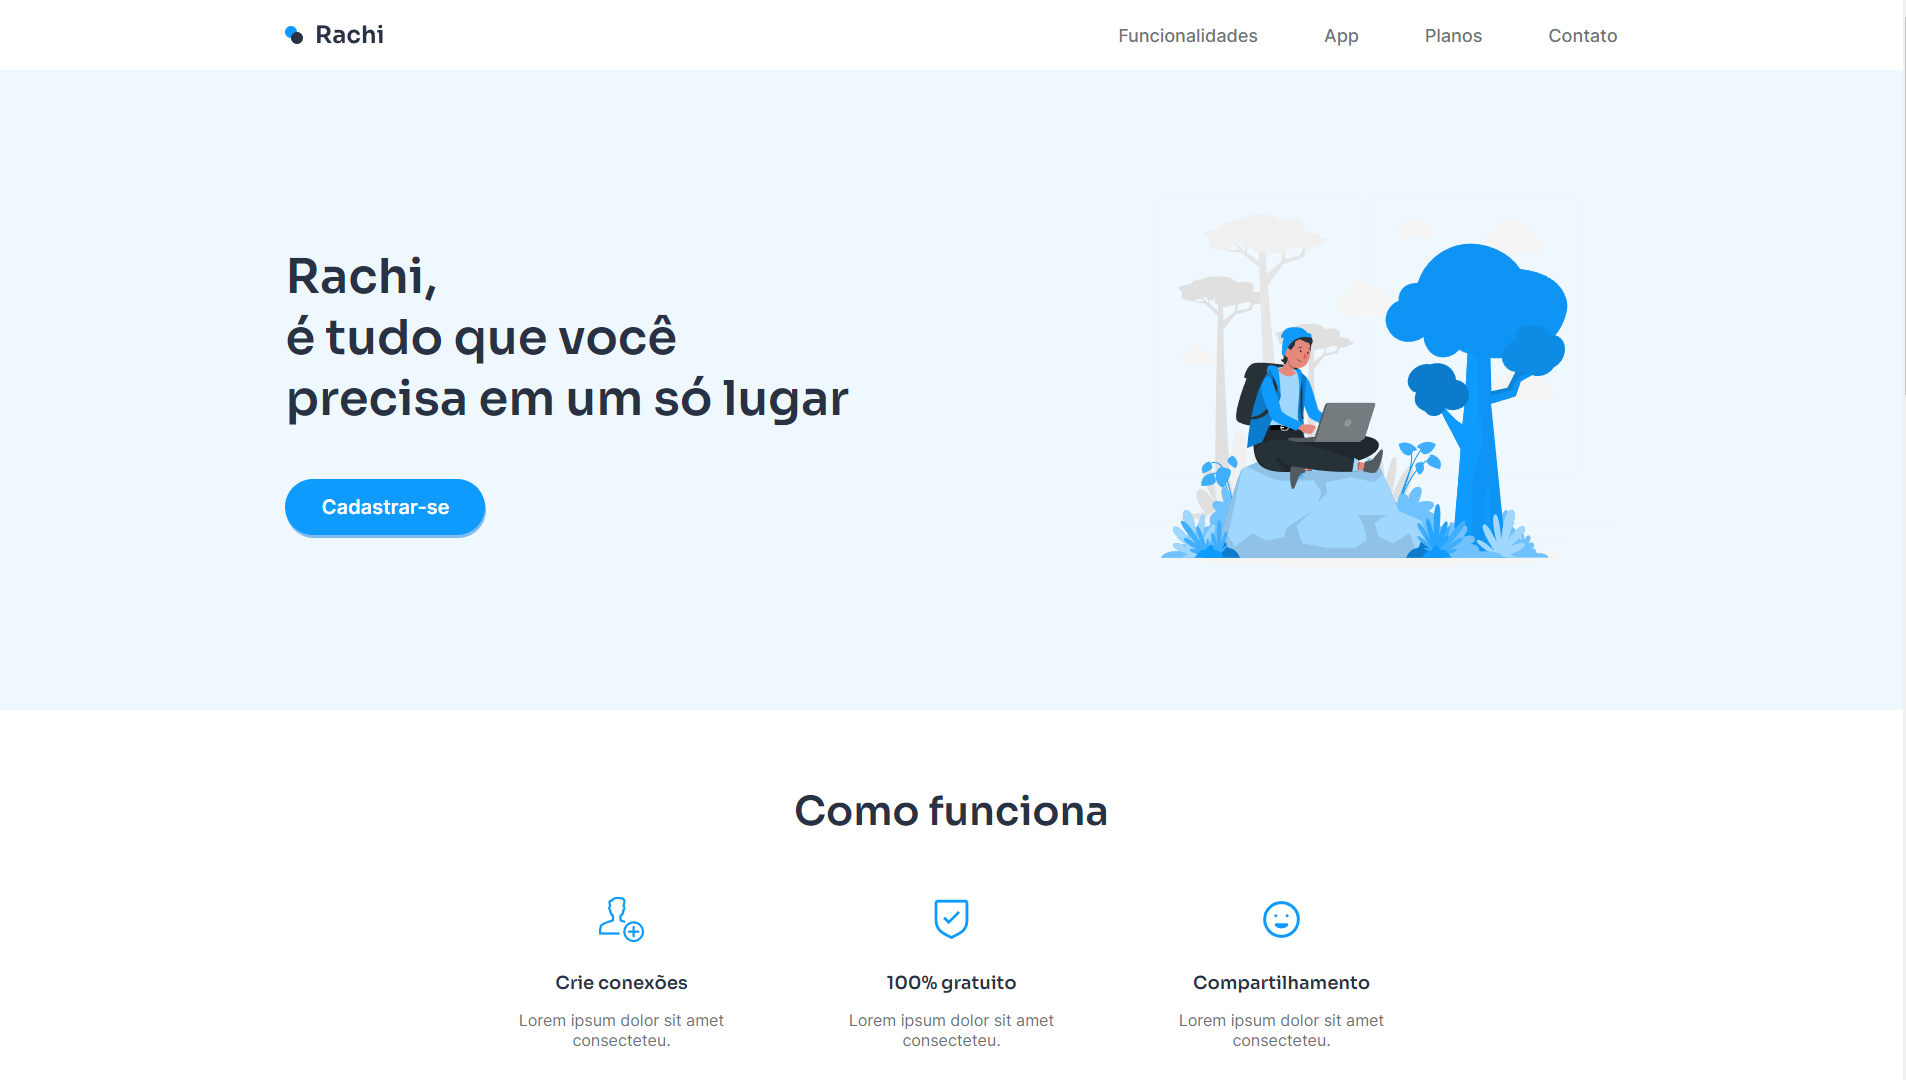 Rachi
Funcionalidades
App
Planos
Contato
Rachi,
é tudo que você
precisa em um só lugar
Cadastrar-se
Como funciona
Crie conexões
Lorem ipsum dolor sit amet
consecteteu.
100% gratuito
Lorem ipsum dolor sit amet
consecteteu.
Compartilhamento
Lorem ipsum dolor sit amet
consecteteu.